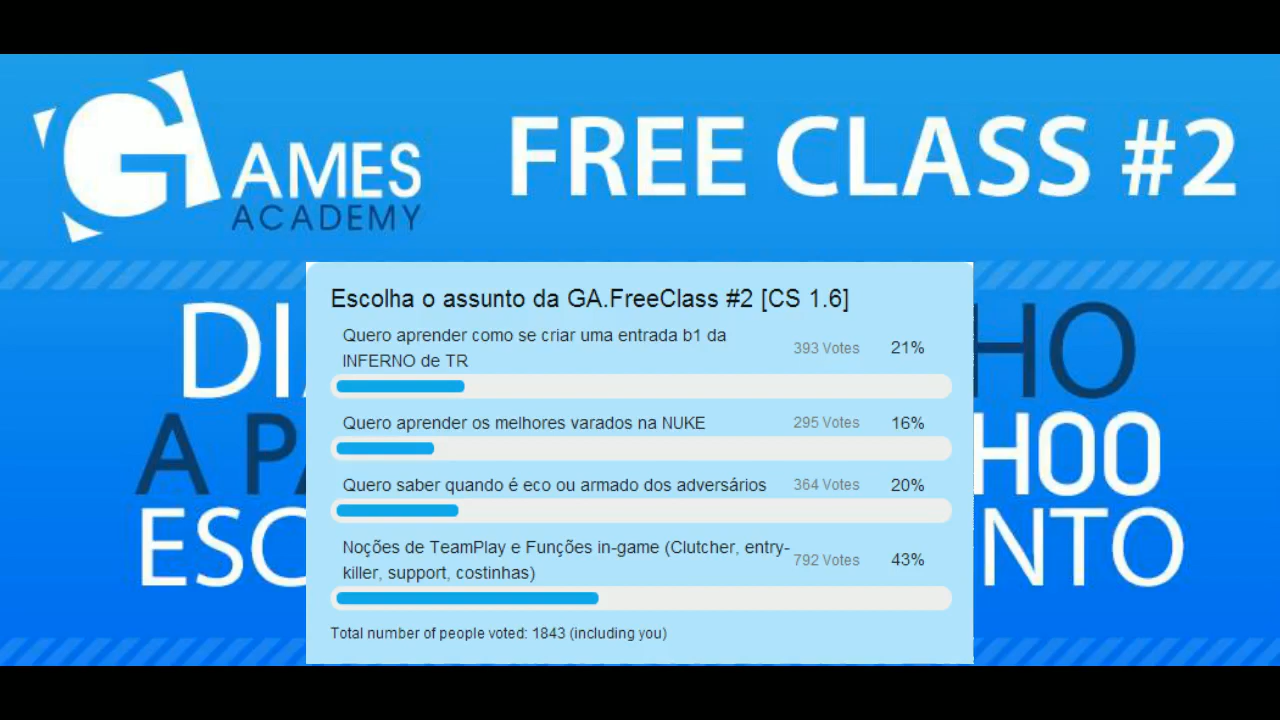 GAMES
ACADEMY
FREE CLASS #2
Escolha o assunto da GA.FreeClass #2 [CS 1.6]
Quero aprender como se criar uma entrada b1 da
INFERNO de TR
393 Votes 21%
Quero aprender os melhores varados na NUKE 295 Votes 16%
Quero saber quando é eco ou armado dos adversários 364 Votes 20%
Noções de TeamPlay e Funções in-game (Clutcher, entry-
killer, support, costinhas)
792 Votes 43%
Total number of people voted: 1843 (including you)
A